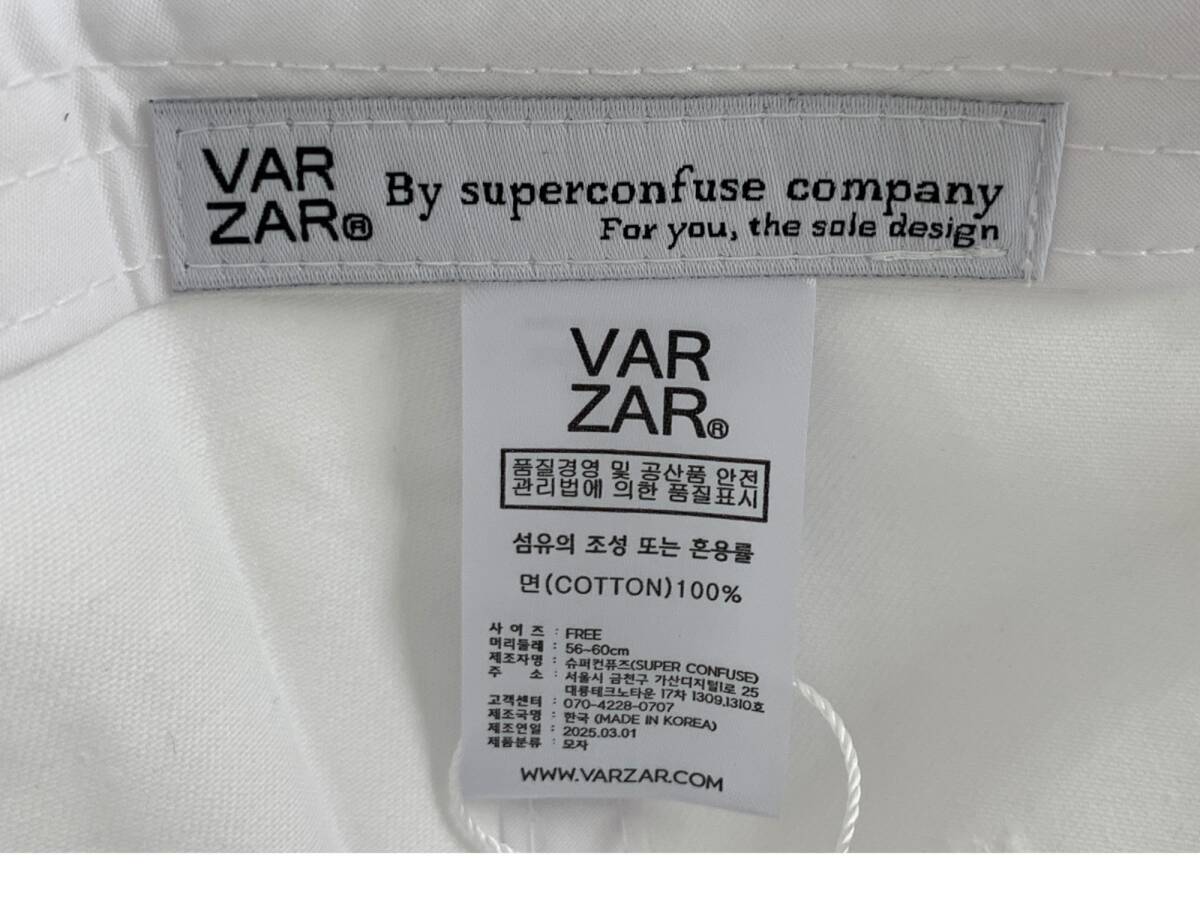 VAR
ZAR®
By superconfuse company
For you, the sole design
VAR
ZAR®
품질경영 및 공산품 안전
관리법에 의한 품질표시
섬유의 조성 또는 혼용률
면(COTTON)100%
사 이 즈 : FREE
머리둘레 : 56~60cm
제조자명 : 슈퍼컨퓨즈(SUPER CONFUSE)
주 소 : 서울시 금천구 가산디지털1로 25
대륭테크노타운 17차 1309,1310호
고객센터 : 070-4228-0707
제조국명 : 한국 (MADE IN KOREA)
제조연일 : 2025.03.01
제품분류 : 모자
WWW.VARZAR.COM